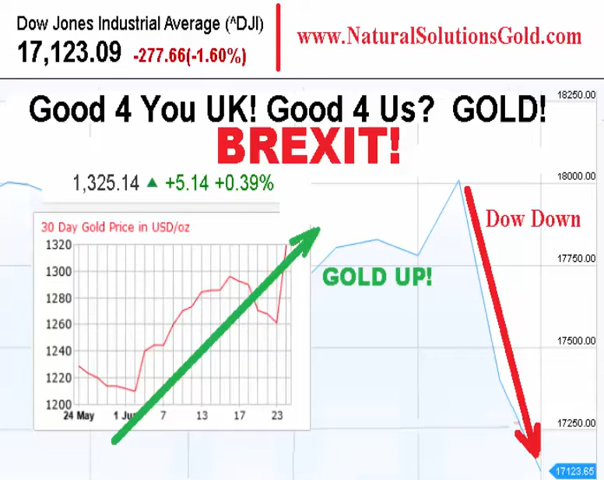 Dow Jones Industrial Average (^DJI)
17,123.09 -277.66(-1.60%)
www.NaturalSolutionsGold.com
Good 4 You UK! Good 4 Us? GOLD!
BREXIT!
1,325.14 ▲ +5.14 +0.39%
30 Day Gold Price in USD/oz
1320
1300
1280
1260
1240
1220
1200
24 May 1 Ju 7 13 17 23
GOLD UP!
Dow Down
18250.00
18000.00
17750.00
17500.00
17250.00
17123.65